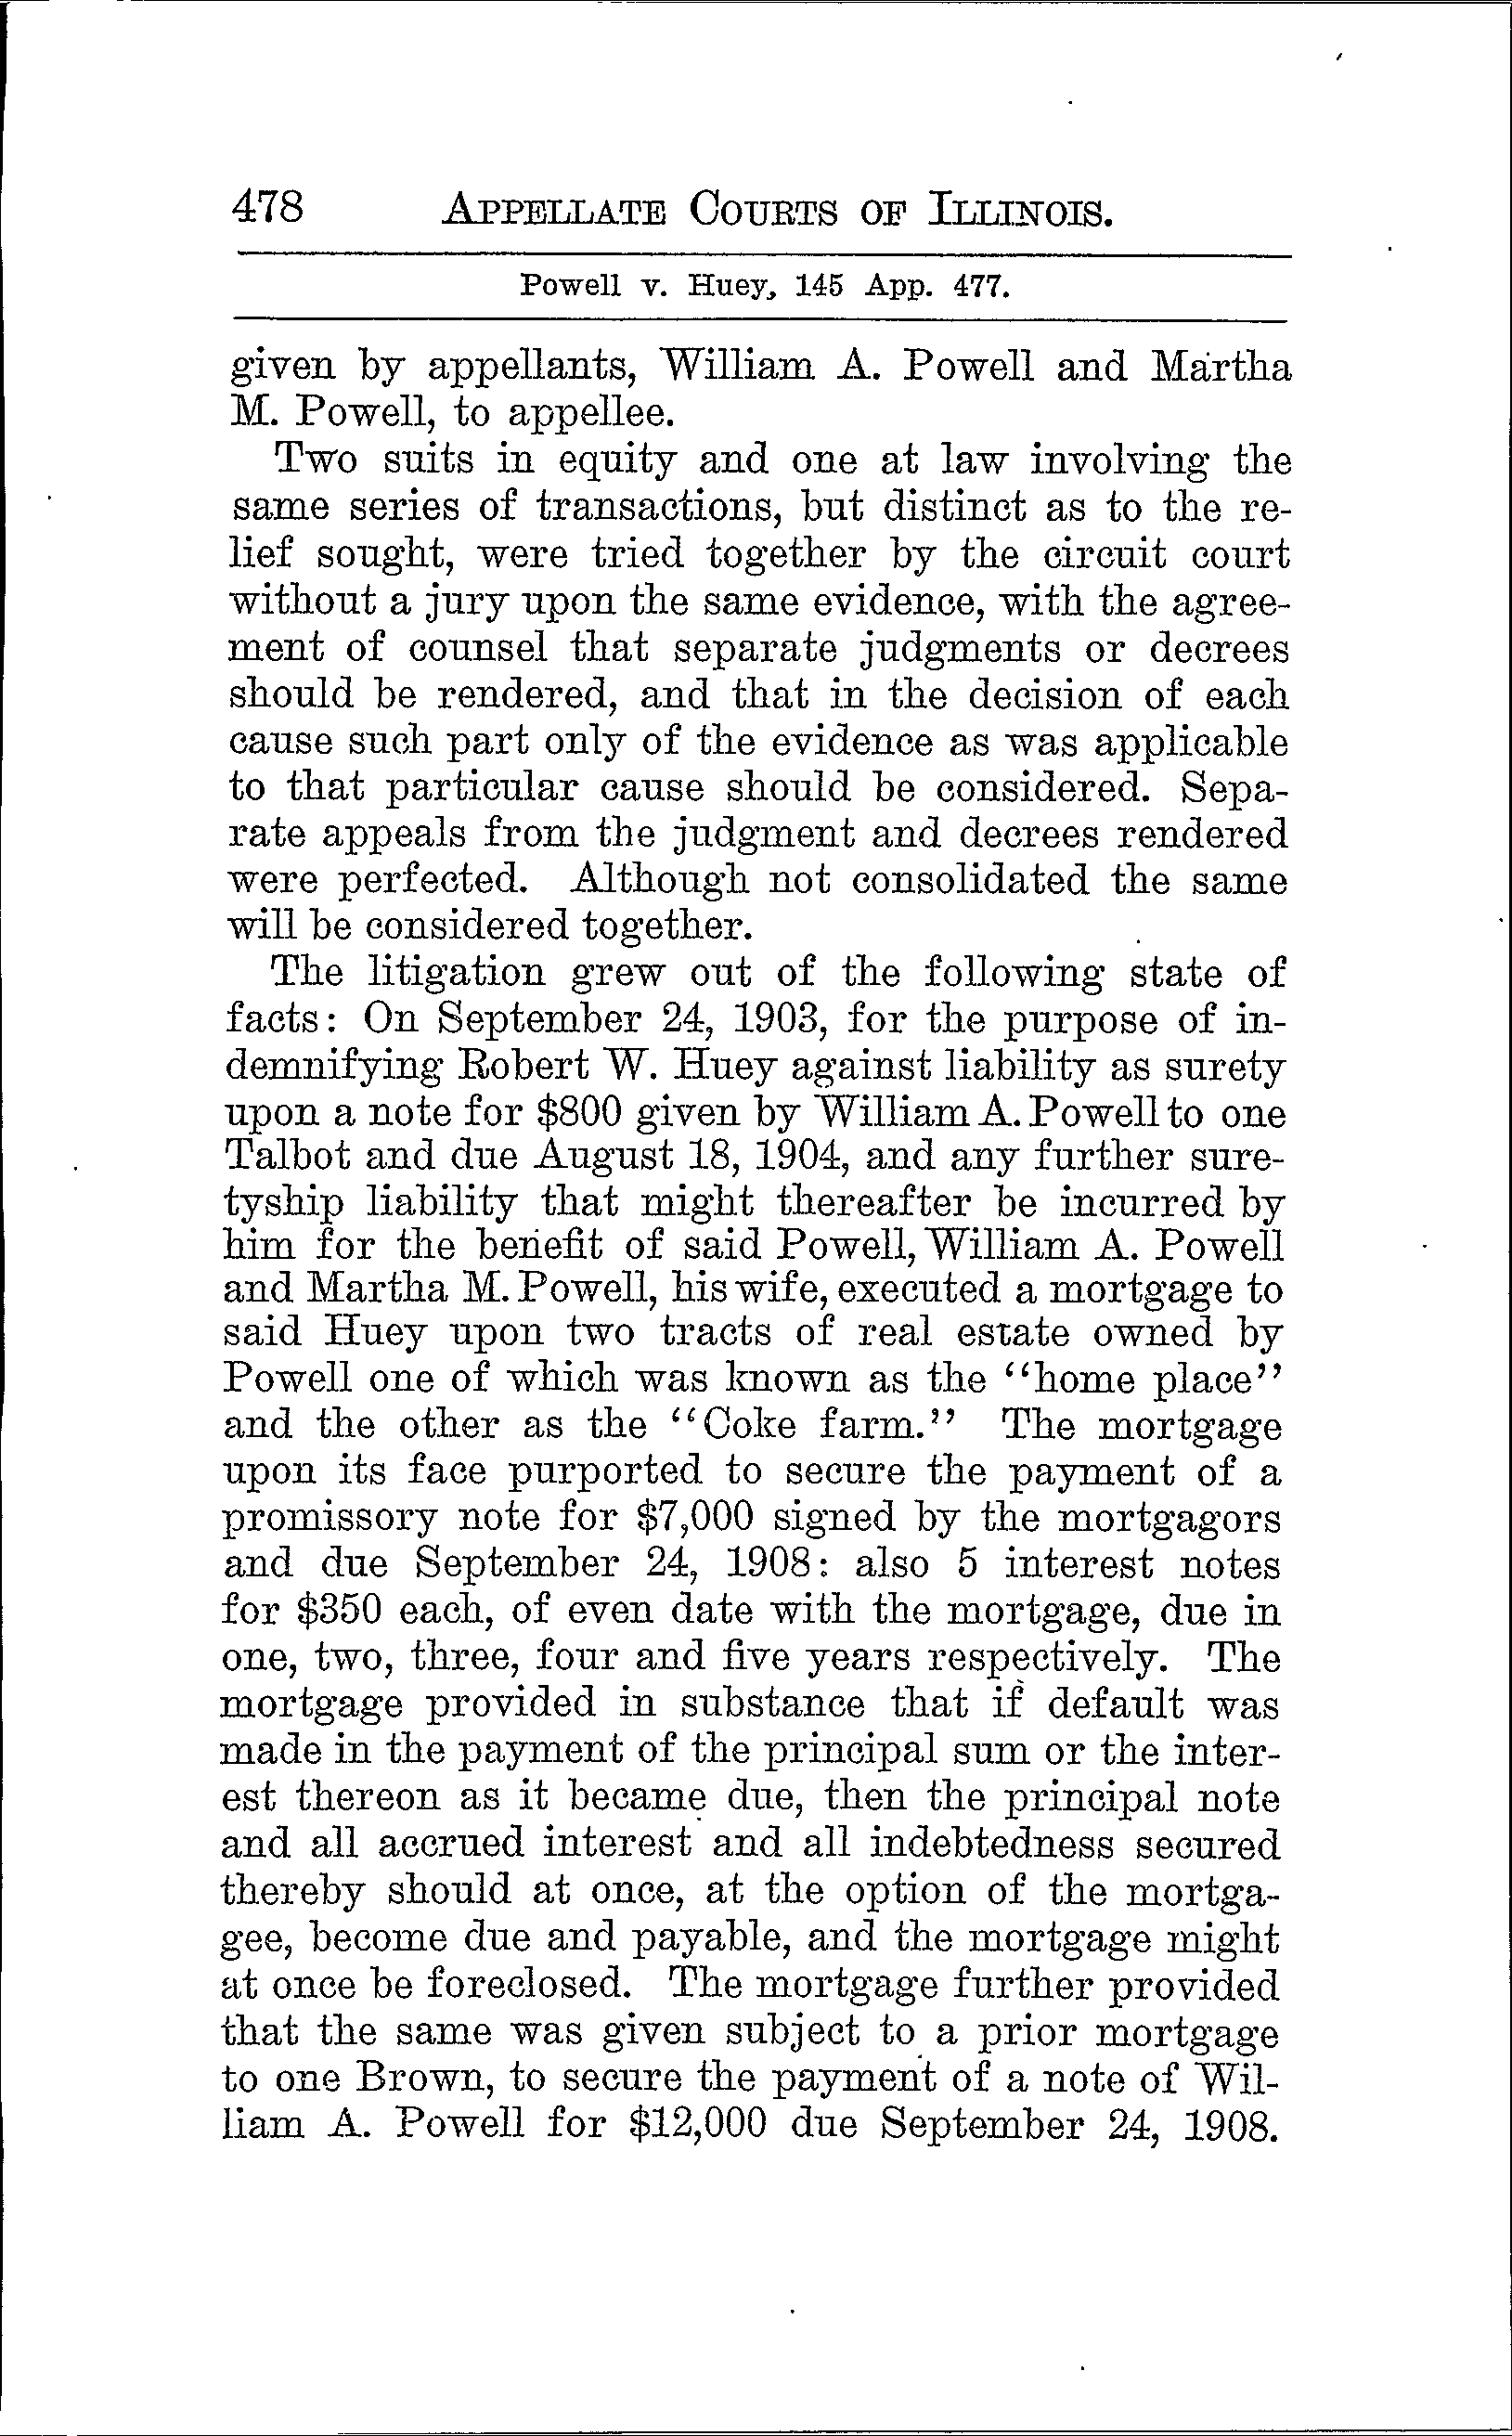 478 APPELLATE COURTS OF ILLINOIS.
Powell v. Huey, 145 App. 477.
given by appellants, William A. Powell and Martha
M. Powell, to appellee.
Two suits in equity and one at law involving the
same series of transactions, but distinct as to the re-
lief sought, were tried together by the circuit court
without a jury upon the same evidence, with the agree-
ment of counsel that separate judgments or decrees
should be rendered, and that in the decision of each
cause such part only of the evidence as was applicable
to that particular cause should be considered. Sepa-
rate appeals from the judgment and decrees rendered
were perfected. Although not consolidated the same
will be considered together.
The litigation grew out of the following state of
facts: On September 24, 1903, for the purpose of in-
demnifying Robert W. Huey against liability as surety
upon a note for $800 given by William A. Powell to one
Talbot and due August 18, 1904, and any further sure-
tyship liability that might thereafter be incurred by
him for the benefit of said Powell, William A. Powell
and Martha M. Powell, his wife, executed a mortgage to
said Huey upon two tracts of real estate owned by
Powell one of which was known as the "home place"
and the other as the "Coke farm." The mortgage
upon its face purported to secure the payment of a
promissory note for $7,000 signed by the mortgagors
and due September 24, 1908: also 5 interest notes
for $350 each, of even date with the mortgage, due in
one, two, three, four and five years respectively. The
mortgage provided in substance that if default was
made in the payment of the principal sum or the inter-
est thereon as it became due, then the principal note
and all accrued interest and all indebtedness secured
thereby should at once, at the option of the mortga-
gee, become due and payable, and the mortgage might
at once be foreclosed. The mortgage further provided
that the same was given subject to a prior mortgage
to one Brown, to secure the payment of a note of Wil-
liam A. Powell for $12,000 due September 24, 1908.